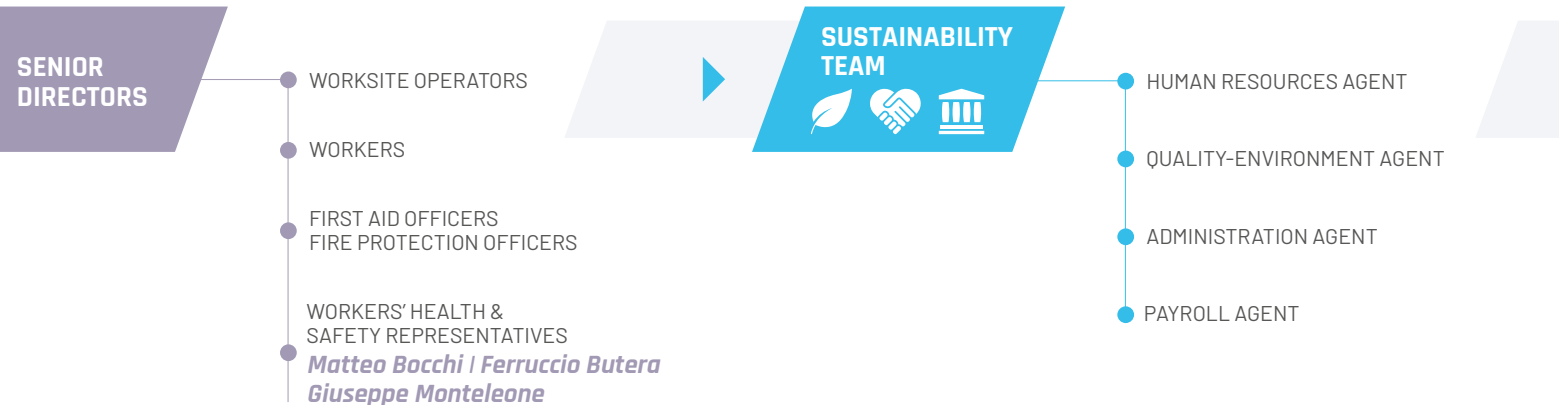 SENIOR
DIRECTORS
WORKSITE OPERATORS
WORKERS
FIRST AID OFFICERS
FIRE PROTECTION OFFICERS
WORKERS’ HEALTH &
SAFETY REPRESENTATIVES
Matteo Bocchi | Ferruccio Butera
Giuseppe Monteleone
SUSTAINABILITY
TEAM
HUMAN RESOURCES AGENT
QUALITY-ENVIRONMENT AGENT
ADMINISTRATION AGENT
PAYROLL AGENT